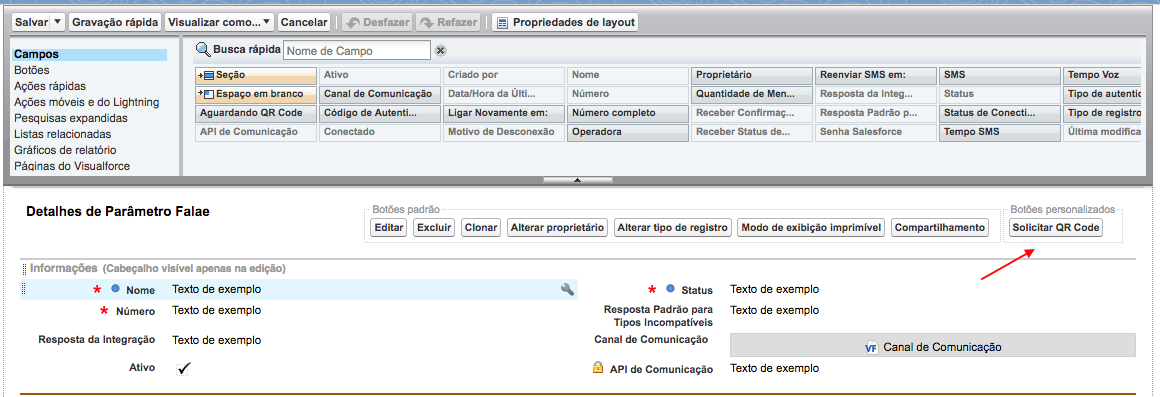 Salvar Gravação rápida Visualizar como... Cancelar Desfazer Refazer Propriedades de layout
Campos
Botões
Ações rápidas
Ações móveis e do Lightning
Pesquisas expandidas
Listas relacionadas
Gráficos de relatório
Páginas do Visualforce
Busca rápida Nome de Campo
Seção Ativo Criado por Nome Proprietário Reenviar SMS em: SMS Tempo Voz
Espaço em branco Canal de Comunicação Data/Hora da Últi... Número Quantidade de Men... Resposta da Integ... Status Tipo de autentic
Aguardando QR Code Código de Autenti... Ligar Novamente em: Número completo Receber Confirmaç... Resposta Padrão p... Status de Conecti... Tipo de registro
API de Comunicação Conectado Motivo de Desconexão Operadora Receber Status de... Senha Salesforce Tempo SMS Última modifica
Detalhes de Parâmetro Falae
Botões padrão
Editar Excluir Clonar Alterar proprietário Alterar tipo de registro Modo de exibição imprimível Compartilhamento
Botões personalizados
Solicitar QR Code
Informações (Cabeçalho visível apenas na edição)
* Nome Texto de exemplo
* Número Texto de exemplo
Resposta da Integração Texto de exemplo
Ativo
* Status Texto de exemplo
Resposta Padrão para
Tipos Incompatíveis
Texto de exemplo
Canal de Comunicação
VF Canal de Comunicação
API de Comunicação Texto de exemplo